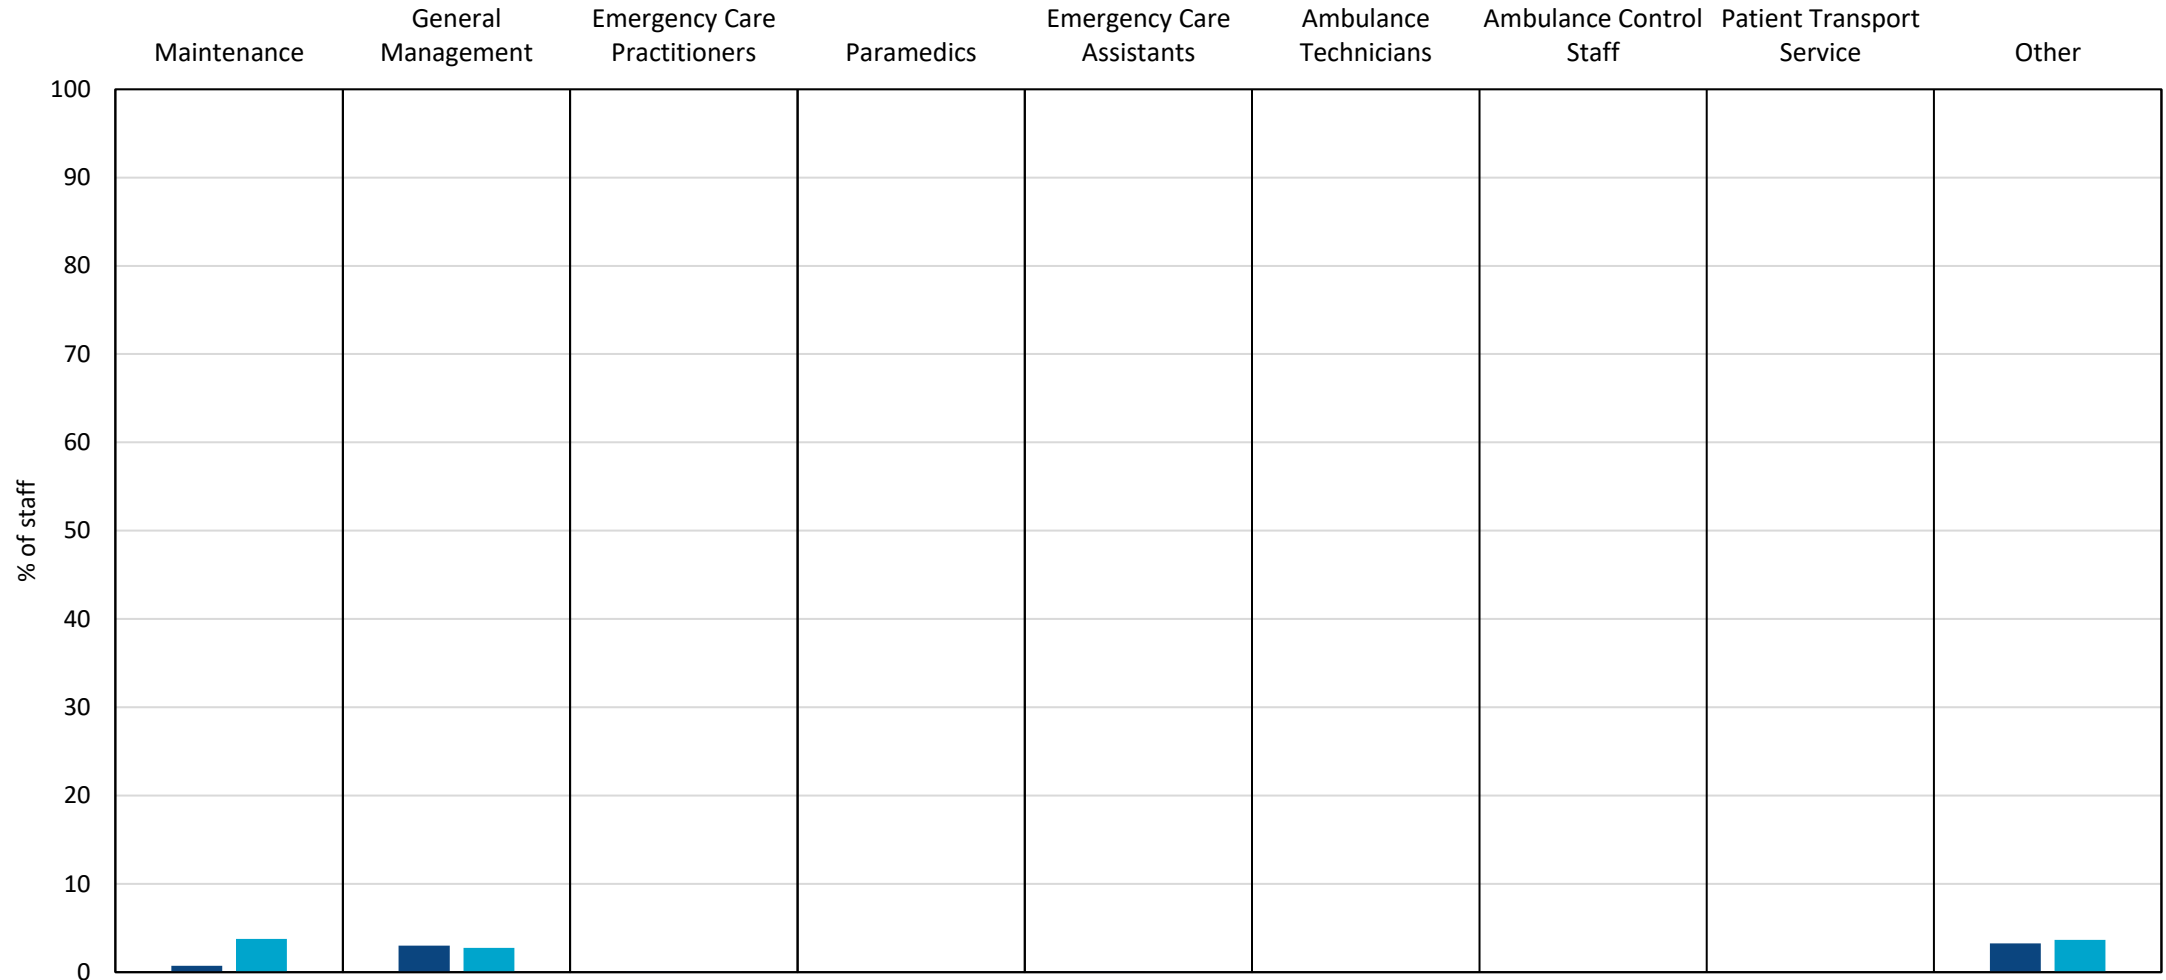 Maintenance
General
Management
Emergency Care
Practitioners
Paramedics
Emergency Care
Assistants
Ambulance
Technicians
Ambulance Control
Staff
Patient Transport
Service
Other
100
90
80
70
60
50
40
30
20
10
0
% of staff